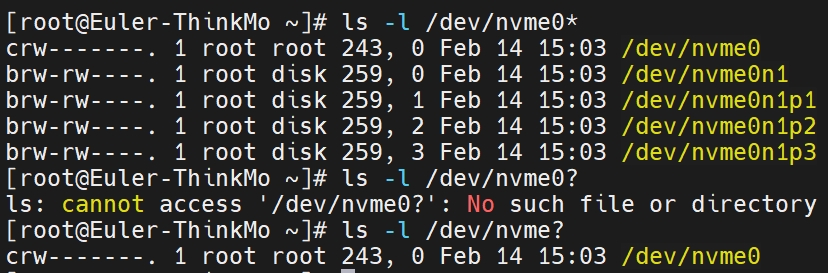 [root@Euler-ThinkMo ~]# ls -l /dev/nvme0*
crw-------. 1 root root 243, 0 Feb 14 15:03 /dev/nvme0
brw-rw----. 1 root disk 259, 0 Feb 14 15:03 /dev/nvme0n1
brw-rw----. 1 root disk 259, 1 Feb 14 15:03 /dev/nvme0n1p1
brw-rw----. 1 root disk 259, 2 Feb 14 15:03 /dev/nvme0n1p2
brw-rw----. 1 root disk 259, 3 Feb 14 15:03 /dev/nvme0n1p3
[root@Euler-ThinkMo ~]# ls -l /dev/nvme0?
ls: cannot access '/dev/nvme0?': No such file or directory
[root@Euler-ThinkMo ~]# ls -l /dev/nvme?
crw-------. 1 root root 243, 0 Feb 14 15:03 /dev/nvme0